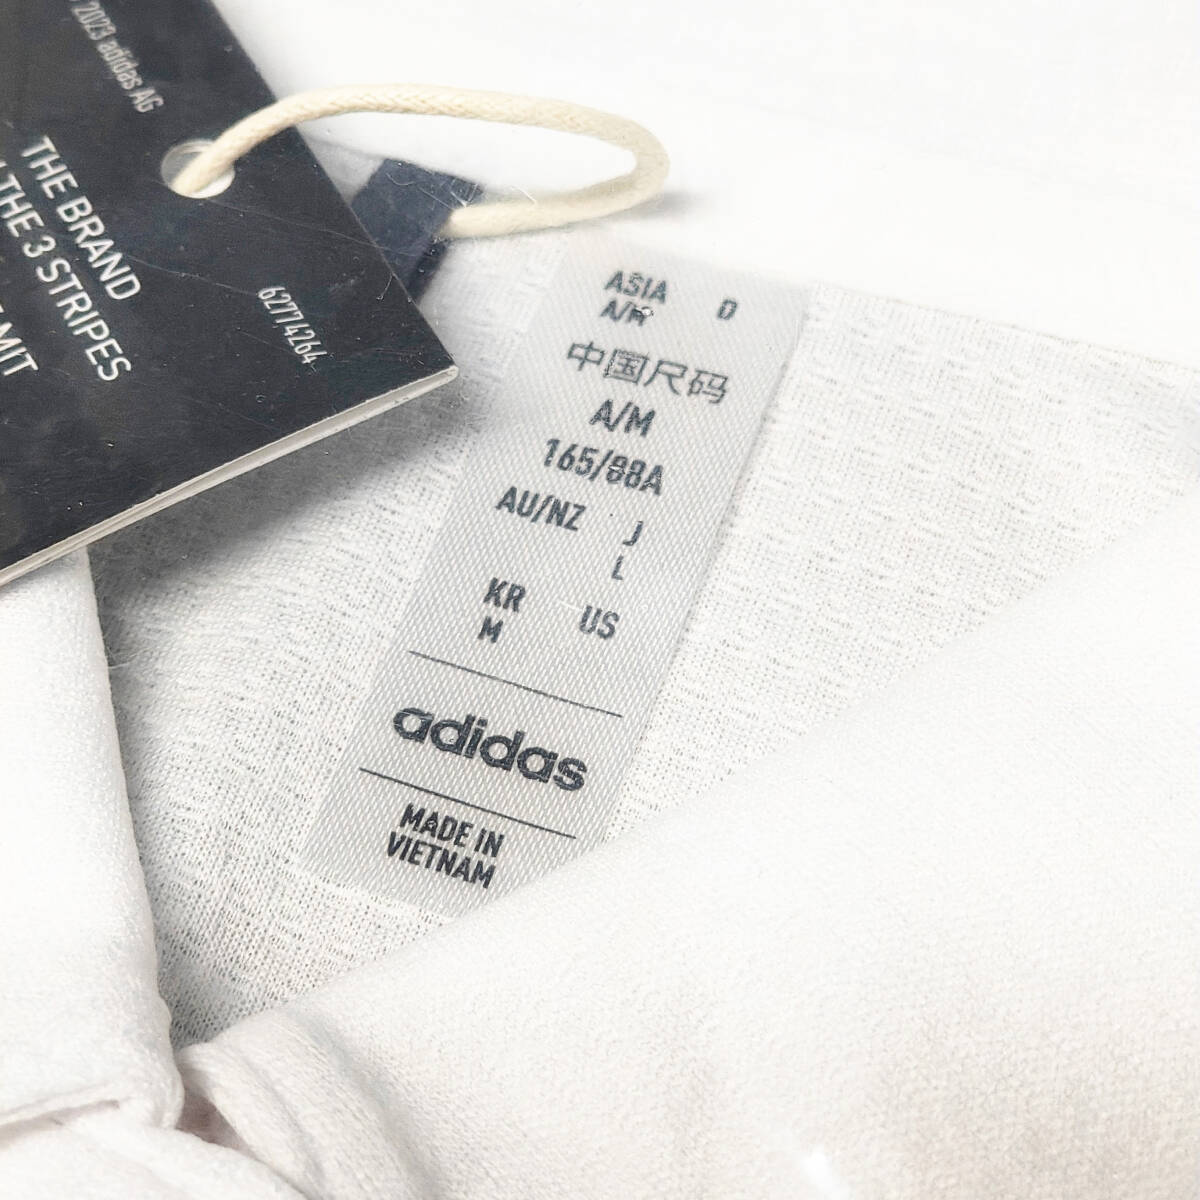 2023 adidas AG
THE BRAND
THE 3 STRIPES
MIT
62774264
ASIA D
A/M
中国尺码
A/M
165/88A
AU/NZ J
L
KR US
M
adidas
MADE IN
VIETNAM